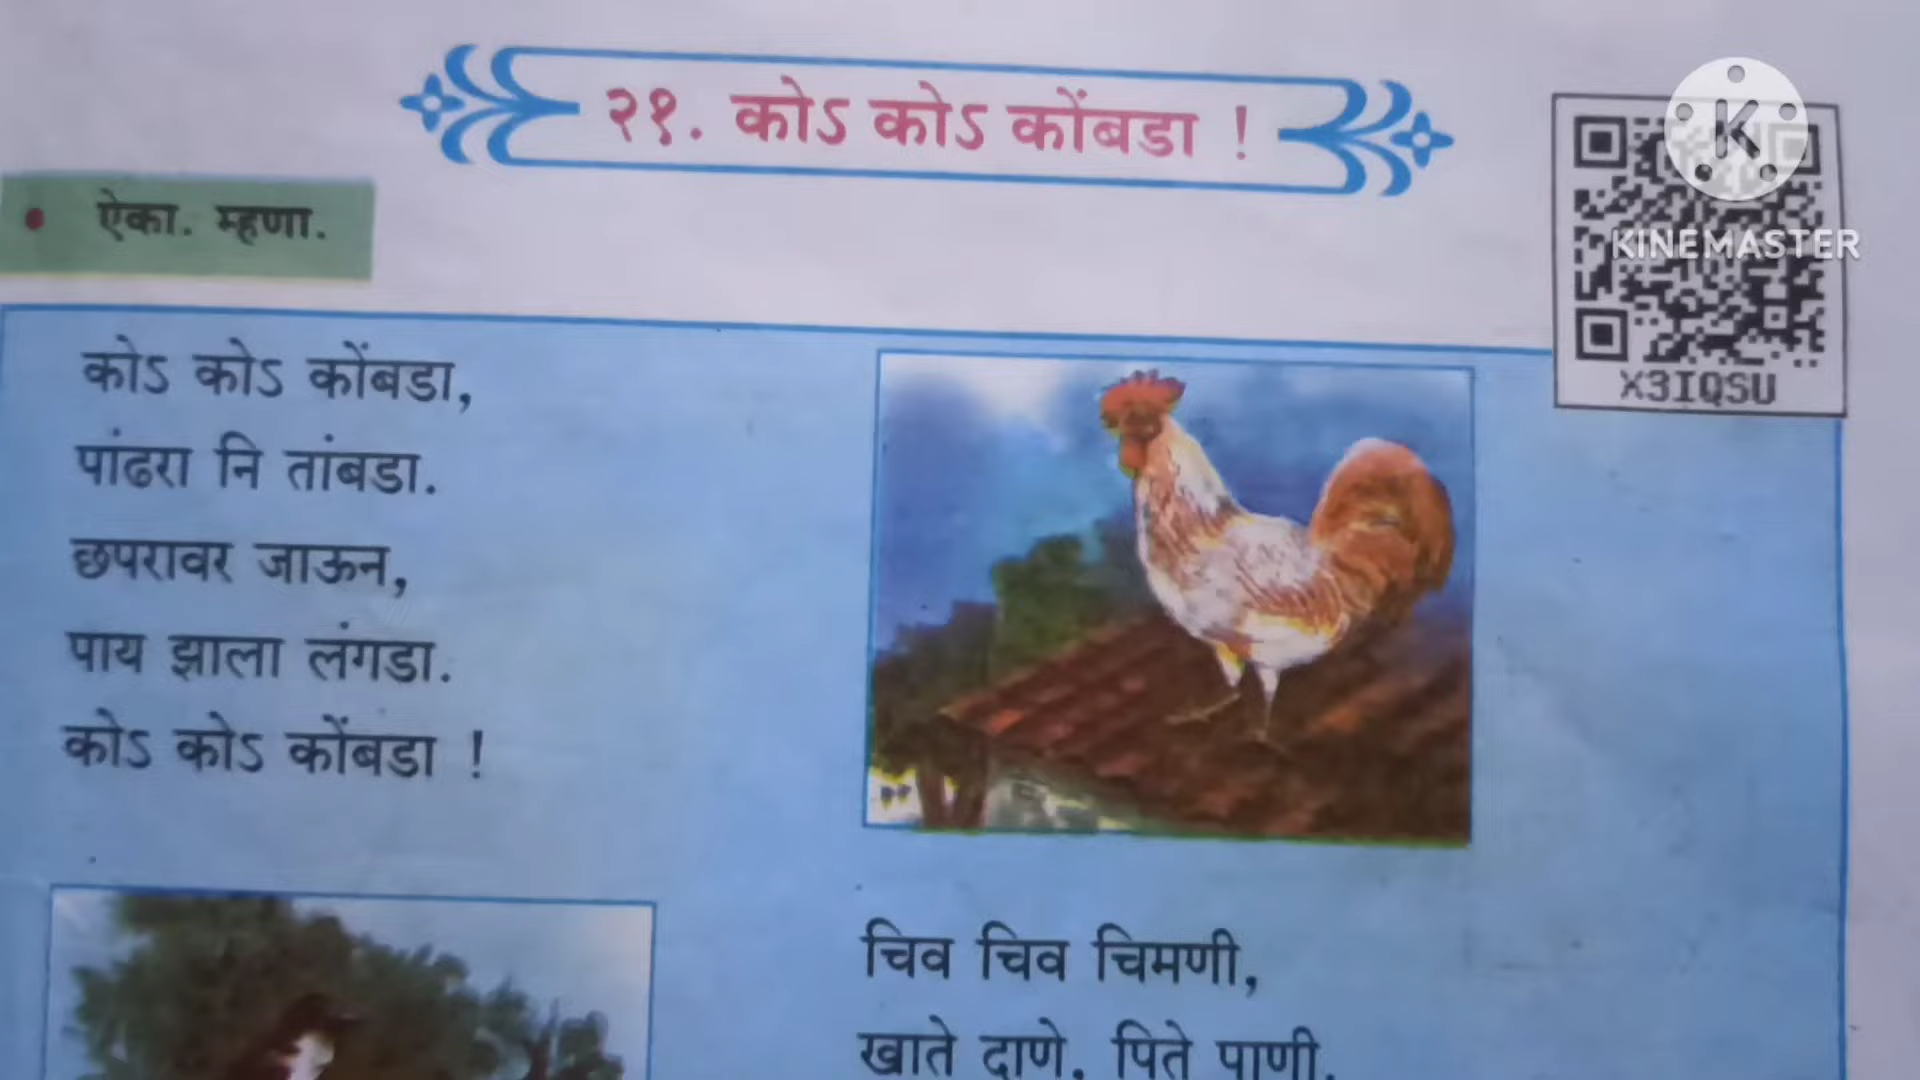 २१. कोऽ कोऽ कोंबडा !
K
KINEMASTER
X3IQSU
• ऐका. म्हणा.
कोऽ कोऽ कोंबडा,
पांढरा नि तांबडा.
छपरावर जाऊन,
पाय झाला लंगडा.
कोऽ कोऽ कोंबडा !
चिव चिव चिमणी,
खाते दाणे, पिते पाणी.